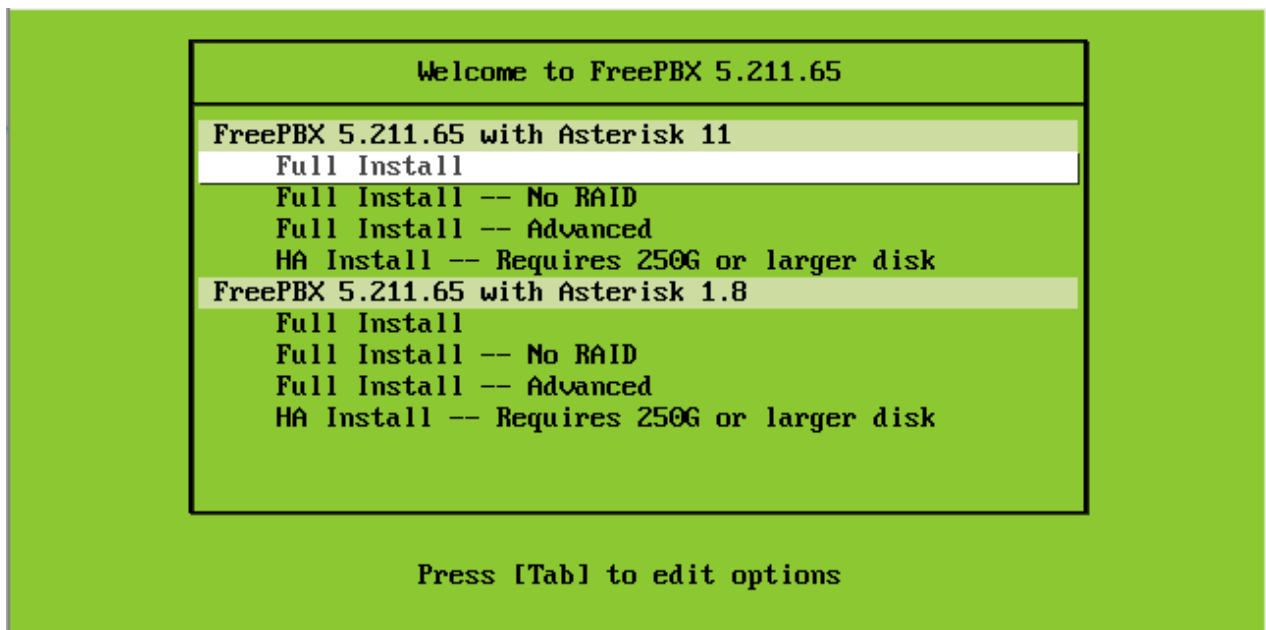 Welcome to FreePBX 5.211.65
FreePBX 5.211.65 with Asterisk 11
Full Install
Full Install -- No RAID
Full Install -- Advanced
HA Install -- Requires 250G or larger disk
FreePBX 5.211.65 with Asterisk 1.8
Full Install
Full Install -- No RAID
Full Install -- Advanced
HA Install -- Requires 250G or larger disk
Press [Tab] to edit options